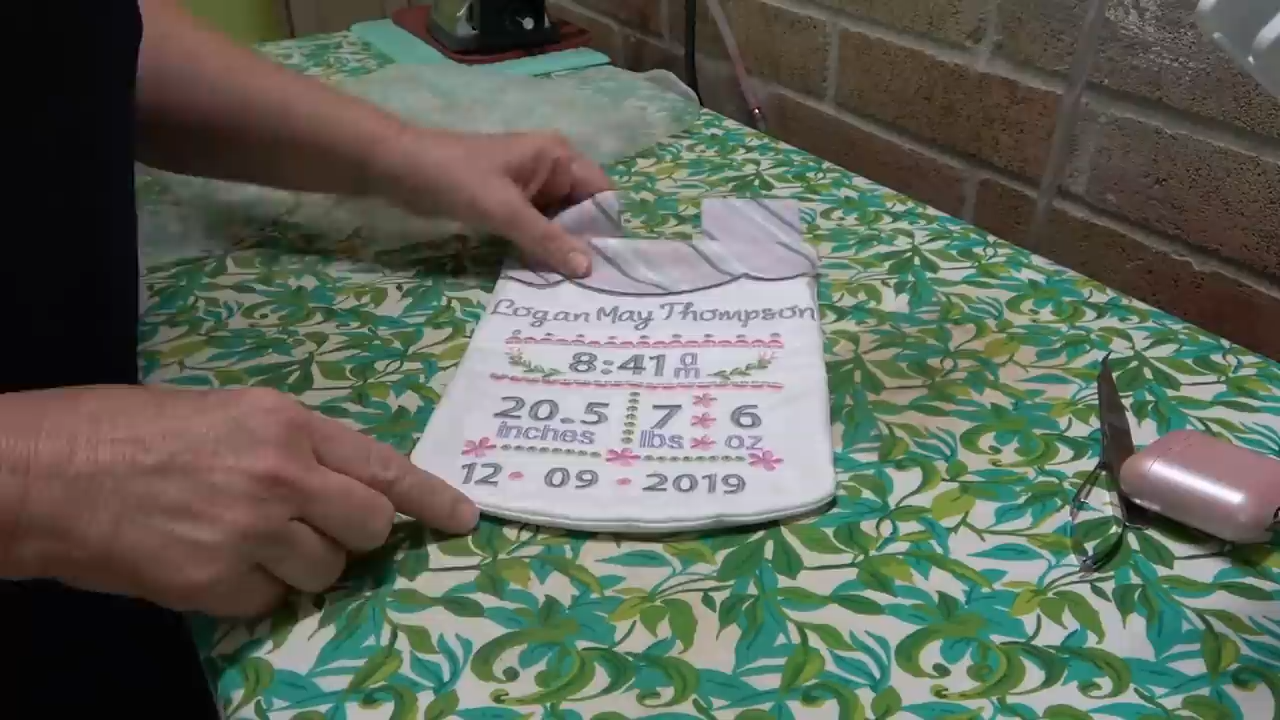 Logan May Thompson
8:41 am
20.5 7 6
inches lbs oz
12 • 09 • 2019